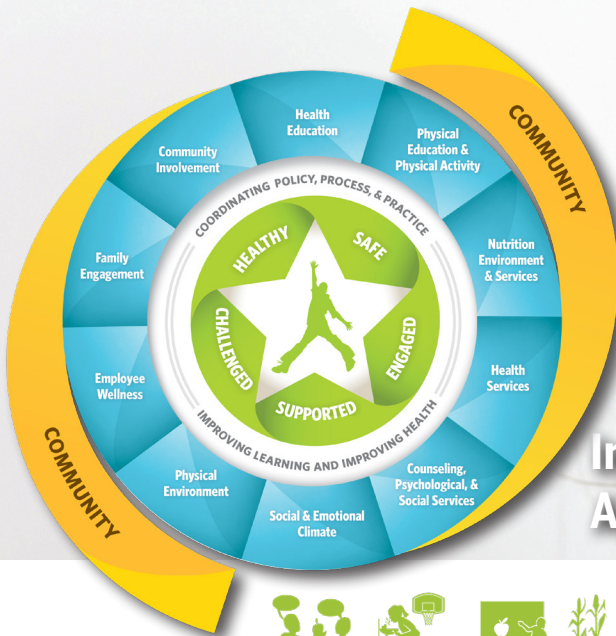 COMMUNITY
Health
Education
Physical
Education &
Physical Activity
Nutrition
Environment
& Services
Health
Services
Counseling,
Psychological, &
Social Services
Social & Emotional
Climate
Physical
Environment
Employee
Wellness
Family
Engagement
Community
Involvement
COORDINATING POLICY, PROCESS, & PRACTICE
IMPROVING LEARNING AND IMPROVING HEALTH
HEALTHY
SAFE
ENGAGED
SUPPORTED
CHALLENGED
COMMUNITY